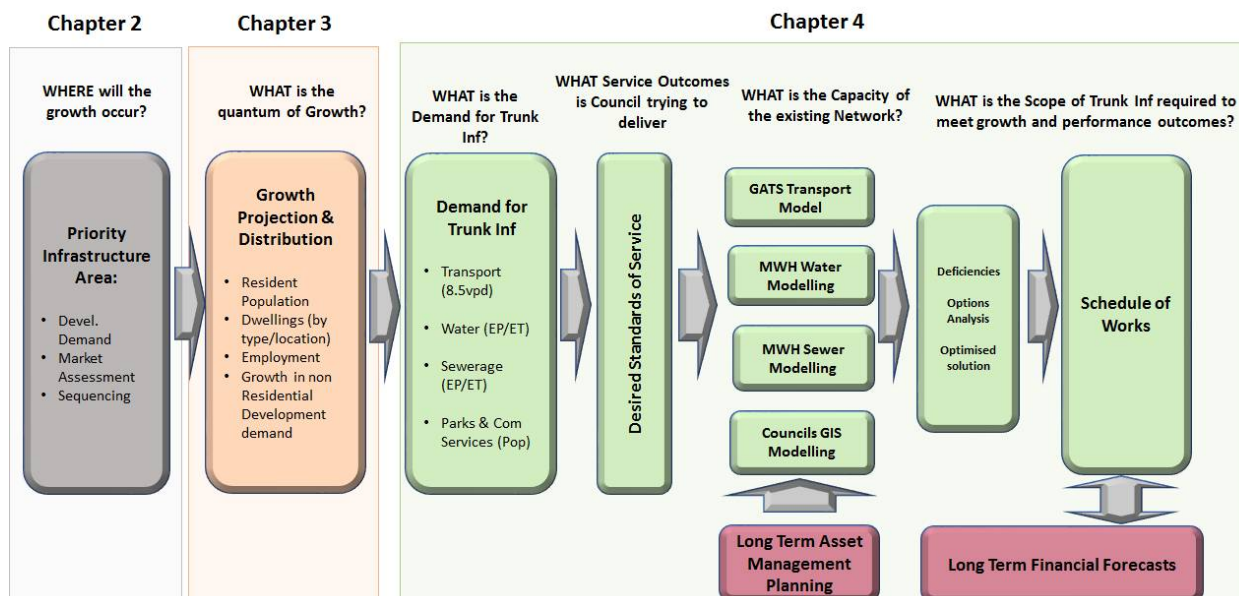 Chapter 2
Chapter 3
Chapter 4
WHERE will the
growth occur?
WHAT is the
quantum of Growth?
WHAT is the
Demand for Trunk
Inf?
WHAT Service Outcomes
is Council trying to
deliver
WHAT is the Capacity of
the existing Network?
WHAT is the Scope of Trunk Inf required to
meet growth and performance outcomes?
Priority
Infrastructure
Area:
• Devel.
Demand
• Market
Assessment
• Sequencing
Growth
Projection &
Distribution
• Resident
Population
• Dwellings (by
type/location)
• Employment
• Growth in non
Residential
Development
demand
Demand for
Trunk Inf
• Transport
(8.5vpd)
• Water (EP/ET)
• Sewerage
(EP/ET)
• Parks & Com
Services (Pop)
Desired Standards of Service
GATS Transport
Model
MWH Water
Modelling
MWH Sewer
Modelling
Councils GIS
Modelling
Long Term Asset
Management
Planning
Deficiencies
Options
Analysis
Optimised
solution
Schedule of
Works
Long Term Financial Forecasts